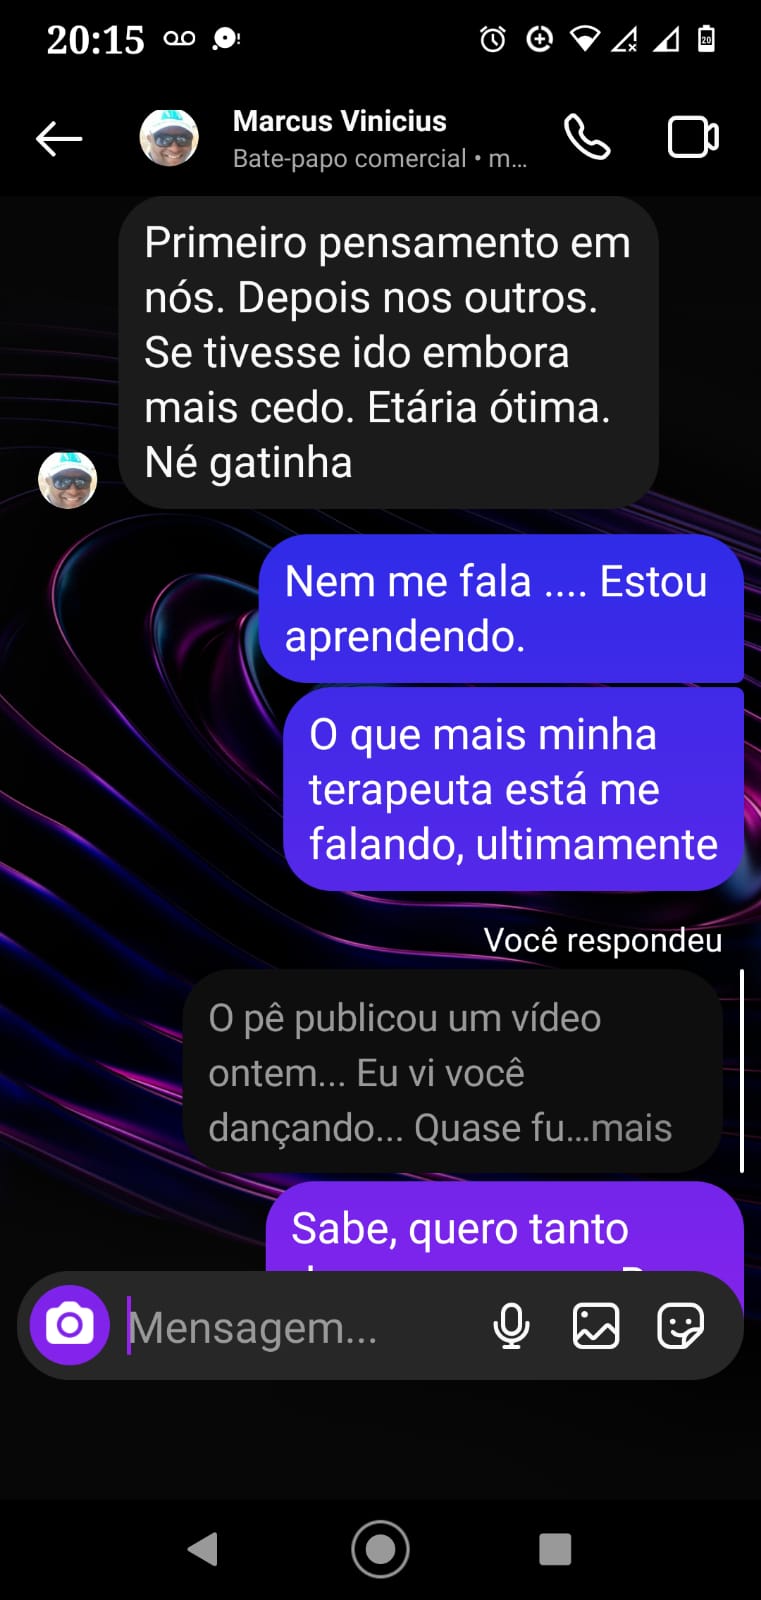 20:15
20
Marcus Vinicius
Bate-papo comercial • m...
Primeiro pensamento em
nós. Depois nos outros.
Se tivesse ido embora
mais cedo. Etária ótima.
Né gatinha
Nem me fala .... Estou
aprendendo.
O que mais minha
terapeuta está me
falando, ultimamente
Você respondeu
O pê publicou um vídeo
ontem... Eu vi você
dançando... Quase fu...mais
Sabe, quero tanto
Mensagem...